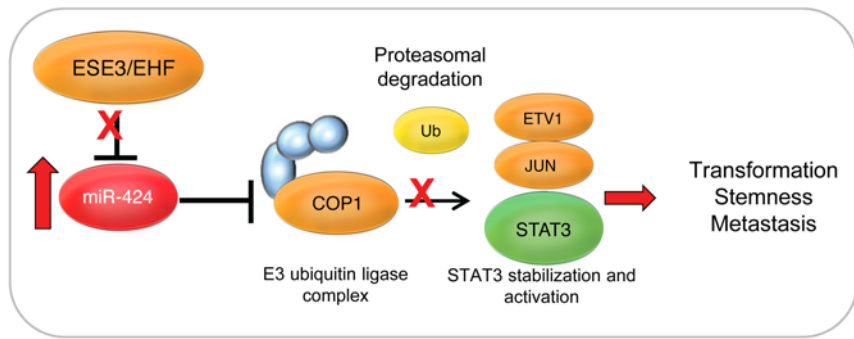 ESE3/EHF
X
miR-424
COP1
E3 ubiquitin ligase
complex
Proteasomal
degradation
Ub
X
ETV1
JUN
STAT3
STAT3 stabilization and
activation
Transformation
Stemness
Metastasis